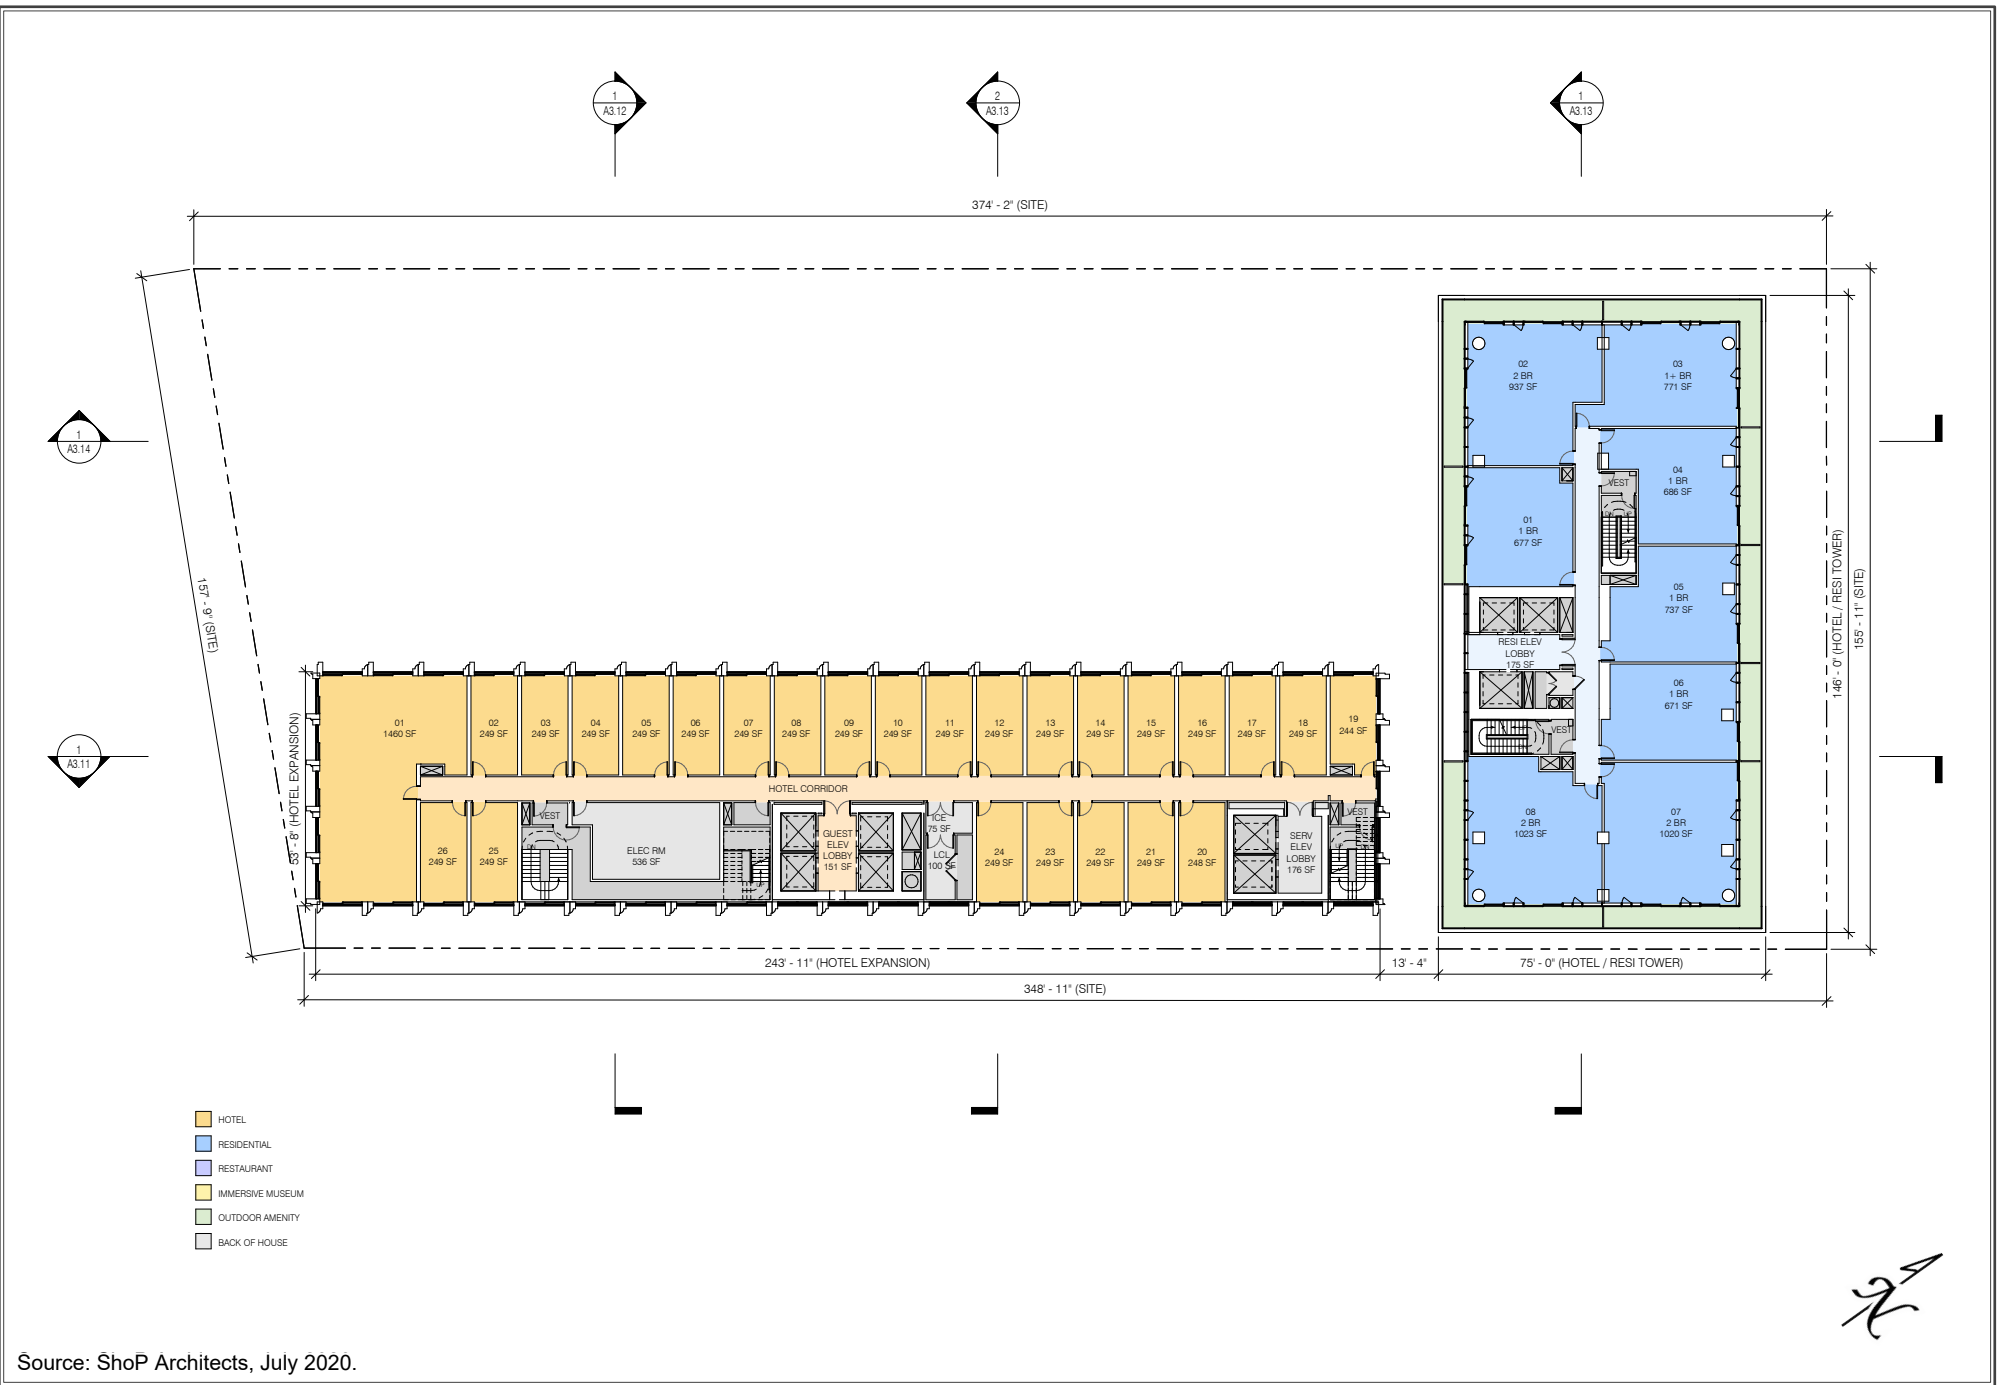 1
A3.12
2
A3.13
1
A3.13
374' - 2" (SITE)
1
A3.14
1
A3.11
157' - 9" (SITE)
53' - 8" (HOTEL EXPANSION)
01
1460 SF
02
249 SF
03
249 SF
04
249 SF
05
249 SF
06
249 SF
07
249 SF
08
249 SF
09
249 SF
10
249 SF
11
249 SF
12
249 SF
13
249 SF
14
249 SF
15
249 SF
16
249 SF
17
249 SF
18
249 SF
19
244 SF
HOTEL CORRIDOR
26
249 SF
25
249 SF
VEST
DN
ELEC RM
536 SF
UP
GUEST
ELEV
LOBBY
151 SF
ICE
75 SF
LCL
100 SF
24
249 SF
23
249 SF
22
249 SF
21
249 SF
20
248 SF
SERV
ELEV
LOBBY
176 SF
VEST
UP
02
2 BR
937 SF
03
1+ BR
771 SF
04
1 BR
686 SF
VEST
DN
UP
01
1 BR
677 SF
05
1 BR
737 SF
RESI ELEV
LOBBY
175 SF
06
1 BR
671 SF
VEST
08
2 BR
1023 SF
07
2 BR
1020 SF
146' - 0" (HOTEL / RESI TOWER)
155' - 11" (SITE)
243' - 11" (HOTEL EXPANSION)
13' - 4"
75' - 0" (HOTEL / RESI TOWER)
348' - 11" (SITE)
HOTEL
RESIDENTIAL
RESTAURANT
IMMERSIVE MUSEUM
OUTDOOR AMENITY
BACK OF HOUSE
Source: ShoP Architects, July 2020.